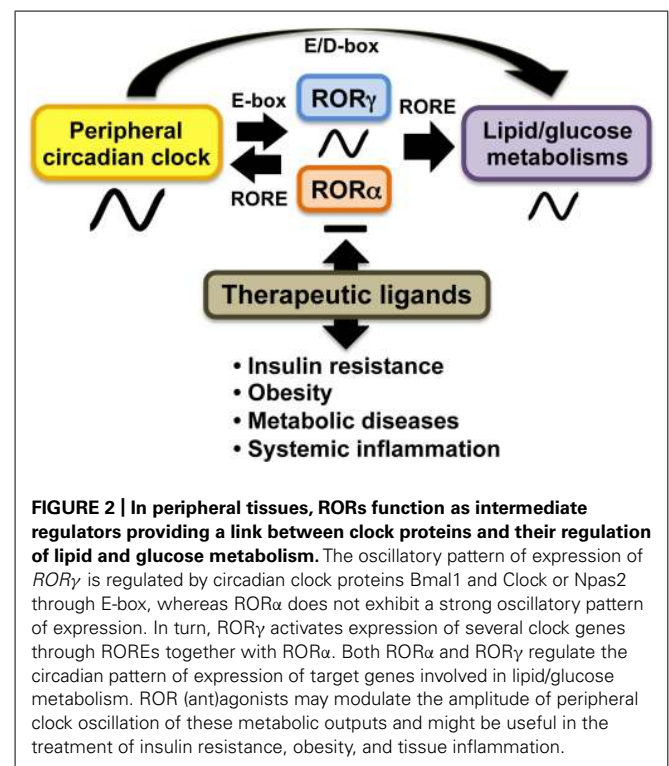 E/D-box
Peripheral
circadian clock
E-box
RORE
RORγ
RORα
RORE
Lipid/glucose
metabolisms
Therapeutic ligands
• Insulin resistance
• Obesity
• Metabolic diseases
• Systemic inflammation
FIGURE 2 | In peripheral tissues, RORs function as intermediate
regulators providing a link between clock proteins and their regulation
of lipid and glucose metabolism. The oscillatory pattern of expression of
RORγ is regulated by circadian clock proteins Bmal1 and Clock or Npas2
through E-box, whereas RORα does not exhibit a strong oscillatory pattern
of expression. In turn, RORγ activates expression of several clock genes
through ROREs together with RORα. Both RORα and RORγ regulate the
circadian pattern of expression of target genes involved in lipid/glucose
metabolism. ROR (ant)agonists may modulate the amplitude of peripheral
clock oscillation of these metabolic outputs and might be useful in the
treatment of insulin resistance, obesity, and tissue inflammation.